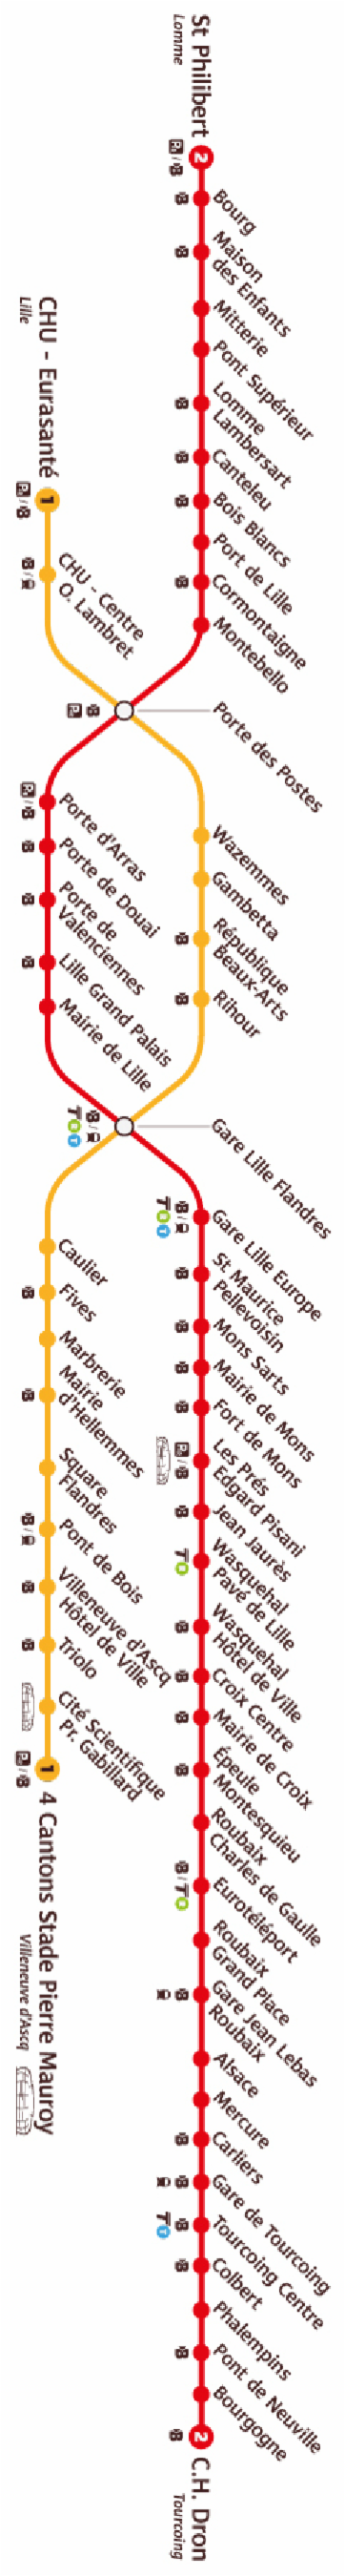 St Philibert
Lomme
2
P+ / B
Bourg
Maison
des Enfants
Mitterie
Pont Supérieur
Lomme
Lambersart
Canteleu
Bois Blancs
Port de Lille
Cormontaigne
Montebello
Porte des Postes
CHU - Eurasanté
Lille
1
CHU - Centre
O. Lambret
Wazemmes
Gambetta
République
Beaux-Arts
Rihour
Porte d'Arras
Porte de Douai
Porte de
Valenciennes
Lille Grand Palais
Mairie de Lille
Gare Lille Flandres
T R T
Gare Lille Europe
T R T
St Maurice
Pellevoisin
Mons Sarts
Mairie de Mons
Fort de Mons
Les Prés
Edgard Pisani
Jean Jaurès
Wasquehal
Pavé de Lille
Wasquehal
Hôtel de Ville
Croix Centre
Mairie de Croix
Épeule
Montesquieu
Roubaix
Charles de Gaulle
Eurotéléport
Roubaix
Grand Place
Gare Jean Lebas
Roubaix
Alsace
Mercure
Carliers
Gare de Tourcoing
Tourcoing Centre
Colbert
Phalempins
Pont de Neuville
Bourgogne
2
C.H. Dron
Tourcoing
Caulier
Fives
Marbrerie
Mairie
d'Hellemmes
Square
Flandres
Pont de Bois
Villeneuve d'Ascq
Hôtel de Ville
Triolo
Cité Scientifique
Pr. Gabillard
1
4 Cantons Stade Pierre Mauroy
Villeneuve d'Ascq